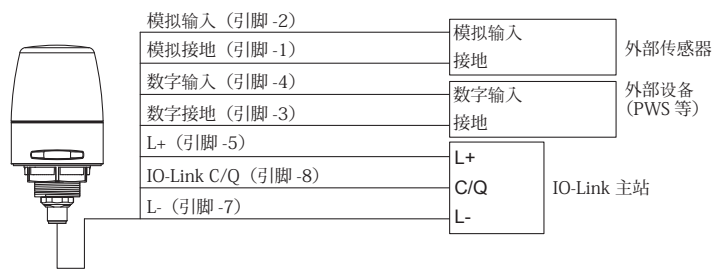 模拟输入（引脚 -2）
模拟接地（引脚 -1）
数字输入（引脚 -4）
数字接地（引脚 -3）
L+（引脚 -5）
IO-Link C/Q（引脚 -8）
L-（引脚 -7）
模拟输入
接地
外部传感器
数字输入
接地
外部设备
（PWS 等）
L+
C/Q
L-
IO-Link 主站